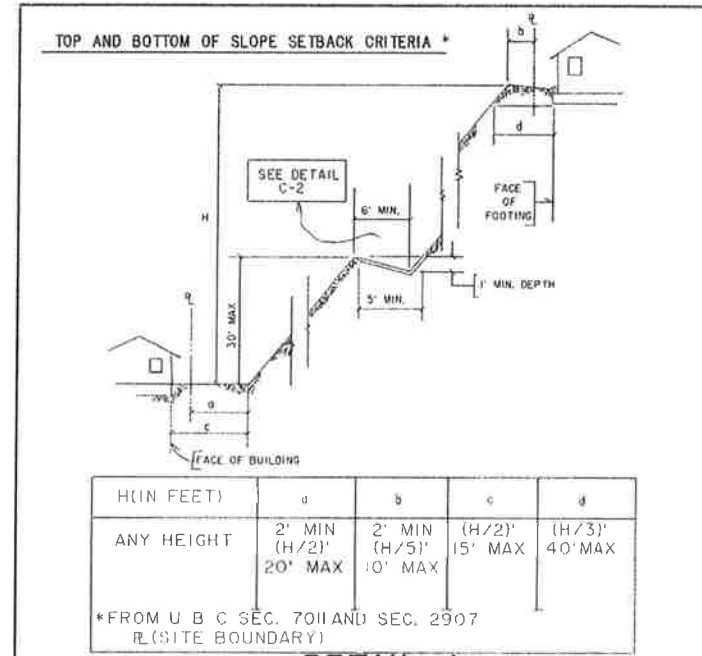 TOP AND BOTTOM OF SLOPE SETBACK CRITERIA *
℄
b
SEE DETAIL
C-2
d
H
6' MIN.
FACE
OF
FOOTING
1' MIN. DEPTH
5' MIN.
30' MAX
a
c
FACE OF BUILDING
H(IN FEET) a b c d
ANY HEIGHT 2' MIN 2' MIN (H/2)' (H/3)'
(H/2)' (H/5)' 15' MAX 40' MAX
20' MAX 10' MAX
*FROM U B C SEC. 7011 AND SEC. 2907
(SITE BOUNDARY)